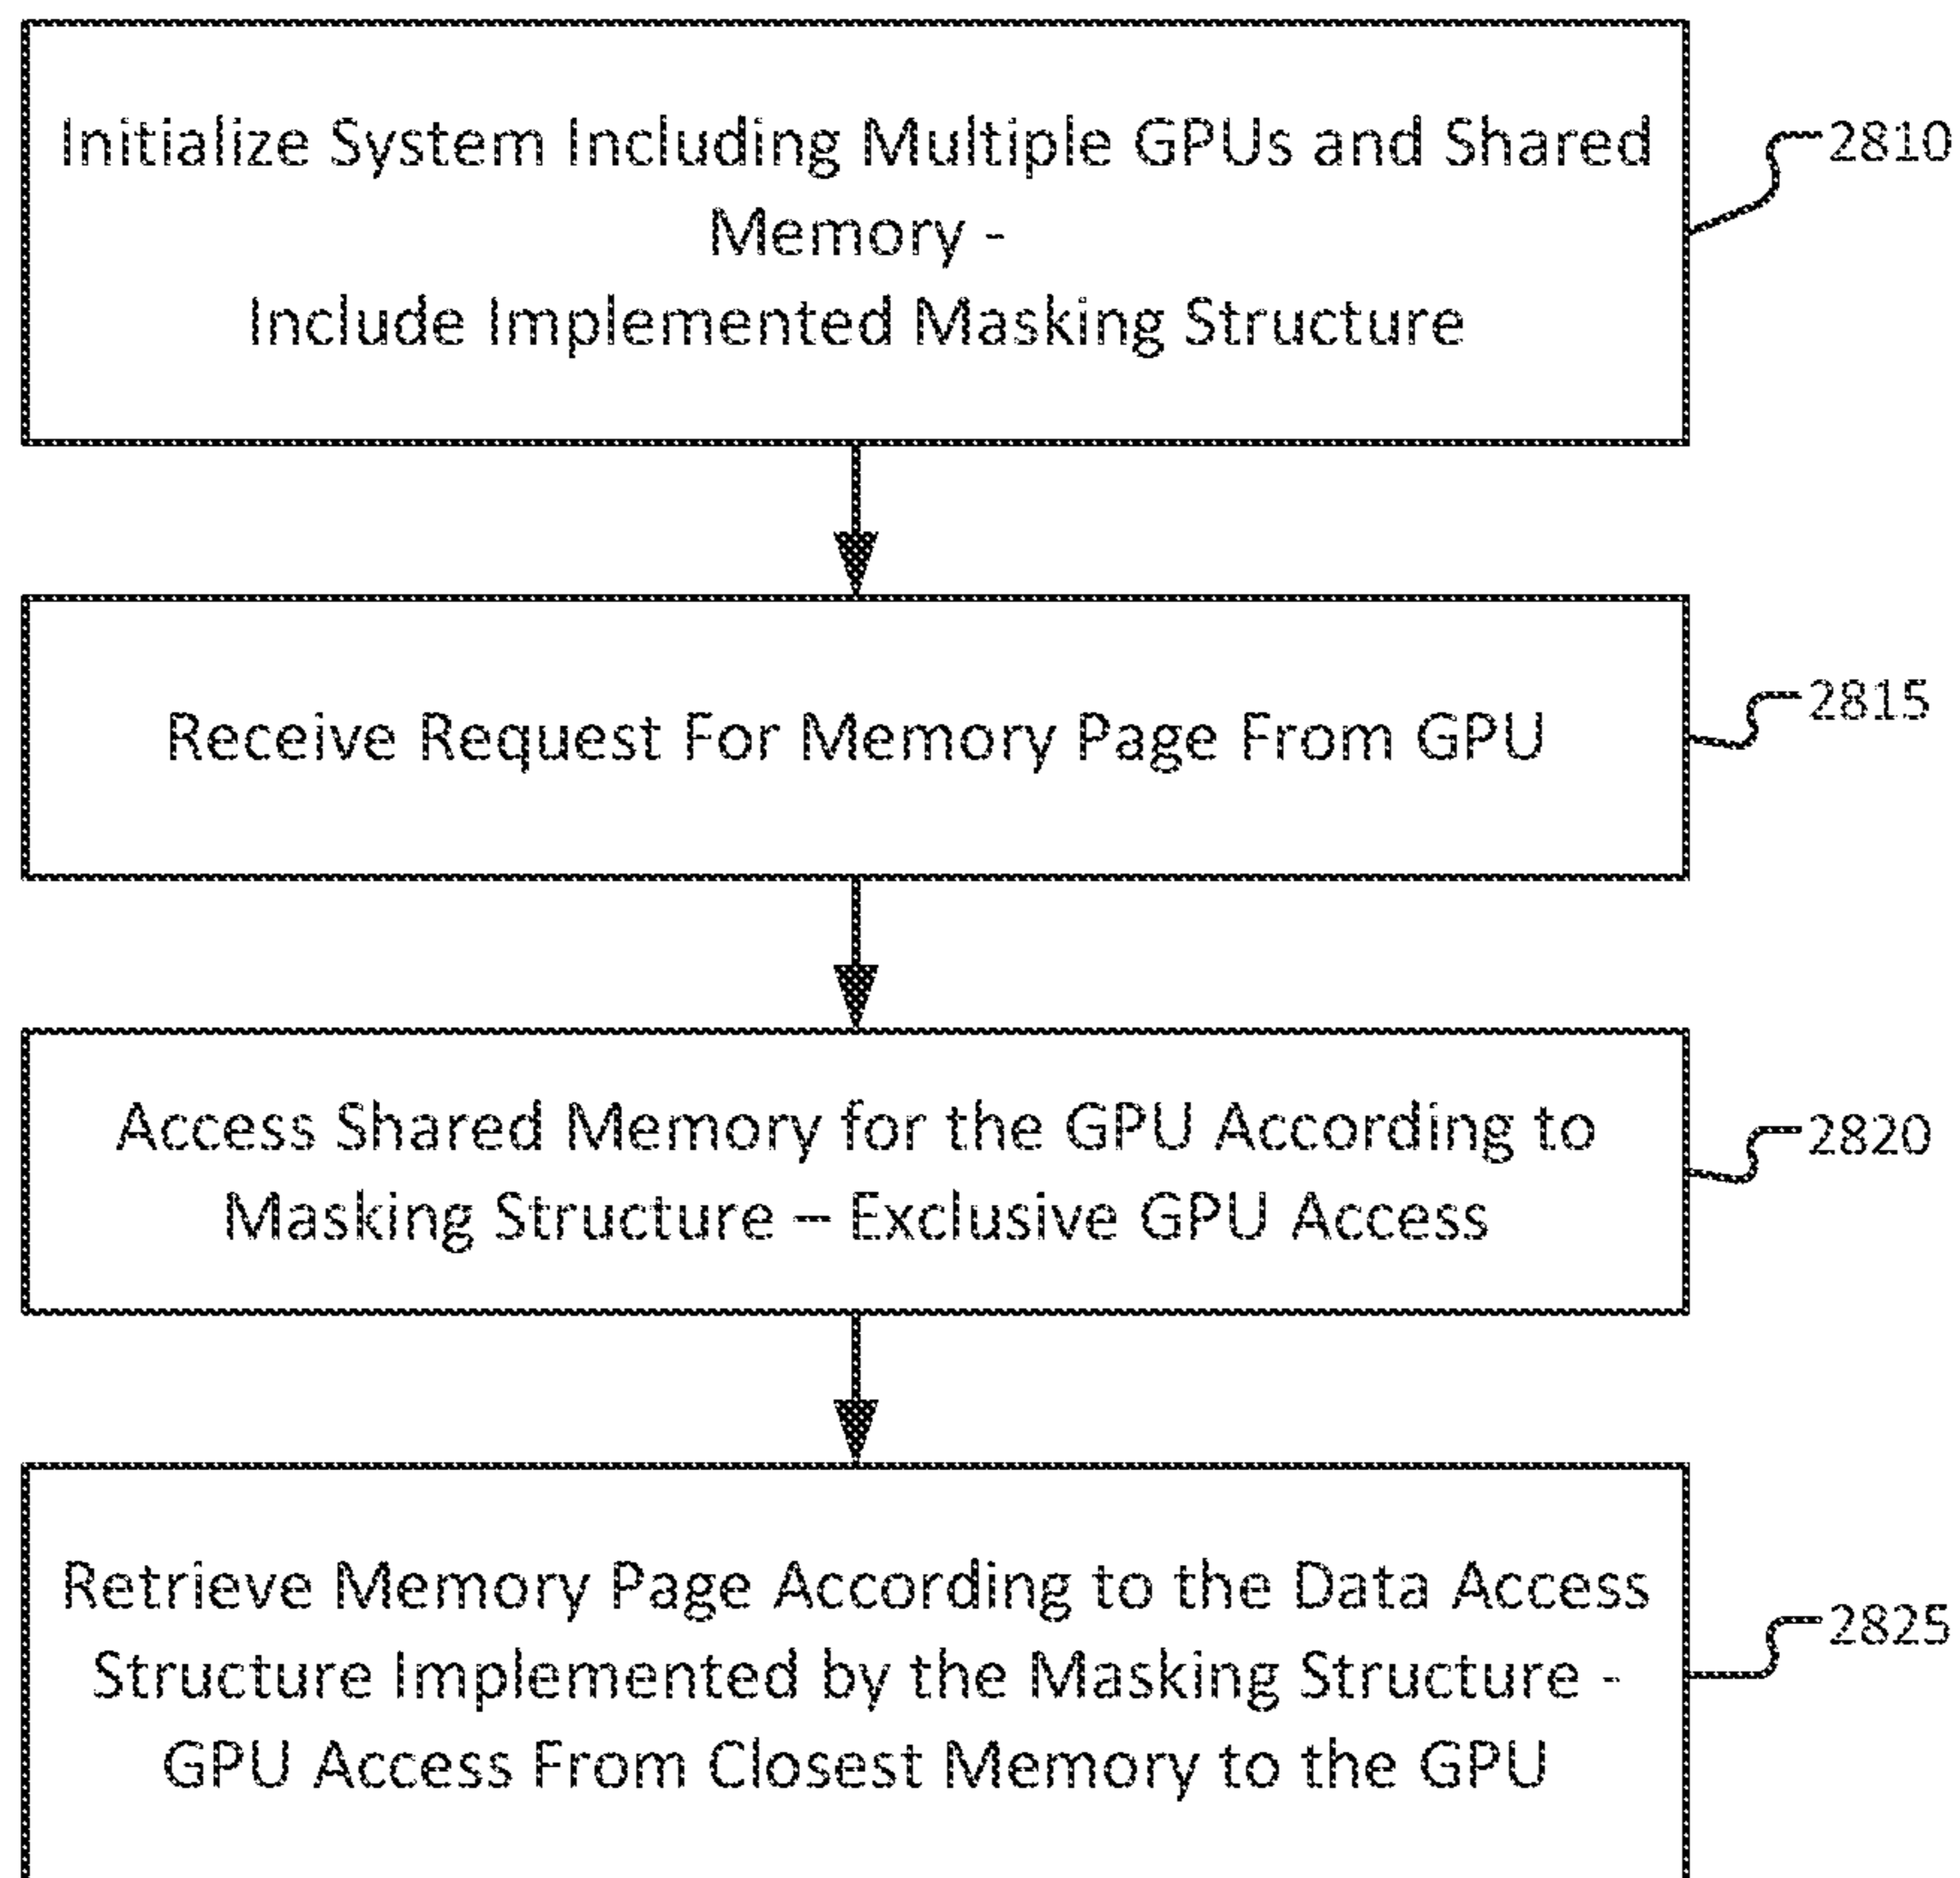 Initialize System Including Multiple GPUs and Shared
Memory -
Include Implemented Masking Structure
2810
Receive Request For Memory Page From GPU
2815
Access Shared Memory for the GPU According to
Masking Structure – Exclusive GPU Access
2820
Retrieve Memory Page According to the Data Access
Structure Implemented by the Masking Structure -
GPU Access From Closest Memory to the GPU
2825